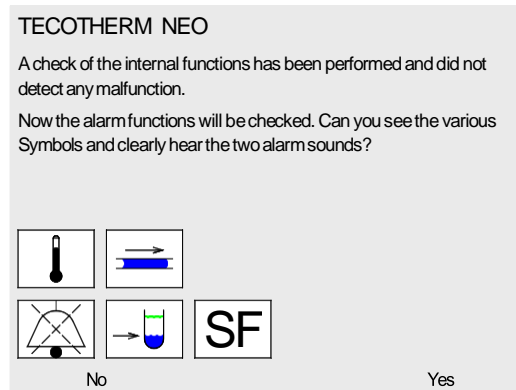 TECOTHERM NEO
A check of the internal functions has been performed and did not
detect any malfunction.
Now the alarm functions will be checked. Can you see the various
Symbols and clearly hear the two alarm sounds?
SF
No Yes